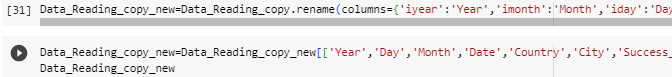 [31] Data_Reading_copy_new=Data_Reading_copy.rename(columns={'iyear':'Year','imonth':'Month','iday':'Da
Data_Reading_copy_new=Data_Reading_copy_new[['Year','Day','Month','Date','Country','City','Success_
Data_Reading_copy_new